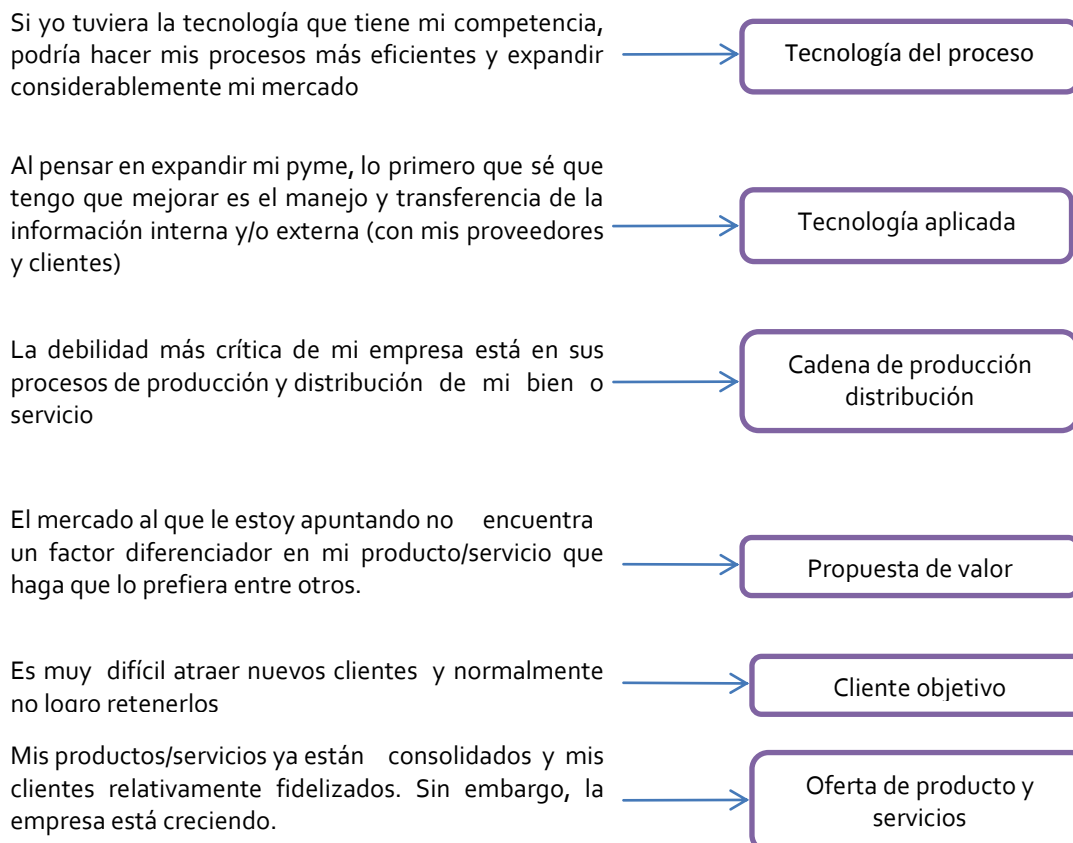 Si yo tuviera la tecnología que tiene mi competencia,
podría hacer mis procesos más eficientes y expandir
considerablemente mi mercado
Tecnología del proceso
Al pensar en expandir mi pyme, lo primero que sé que
tengo que mejorar es el manejo y transferencia de la
información interna y/o externa (con mis proveedores
y clientes)
Tecnología aplicada
La debilidad más crítica de mi empresa está en sus
procesos de producción y distribución de mi bien o
servicio
Cadena de producción
distribución
El mercado al que le estoy apuntando no encuentra
un factor diferenciador en mi producto/servicio que
haga que lo prefiera entre otros.
Propuesta de valor
Es muy difícil atraer nuevos clientes y normalmente
no logro retenerlos
Cliente objetivo
Mis productos/servicios ya están consolidados y mis
clientes relativamente fidelizados. Sin embargo, la
empresa está creciendo.
Oferta de producto y
servicios